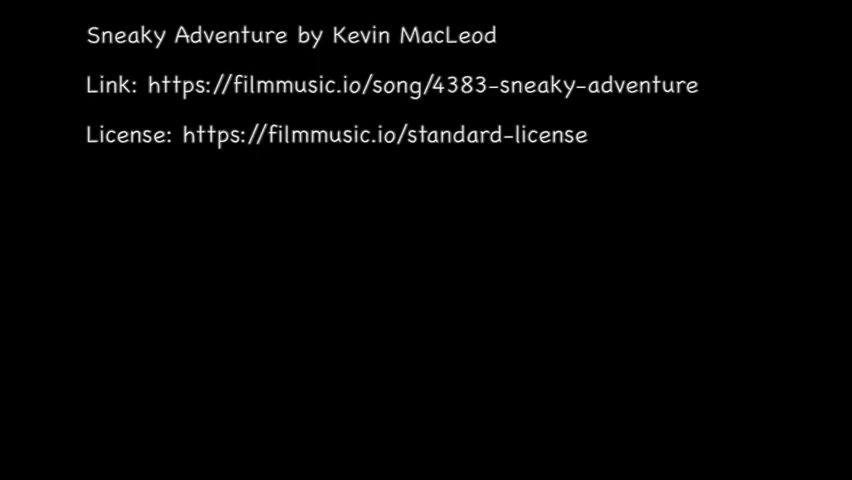 Sneaky Adventure by Kevin MacLeod
Link: https://filmmusic.io/song/4383-sneaky-adventure
License: https://filmmusic.io/standard-license